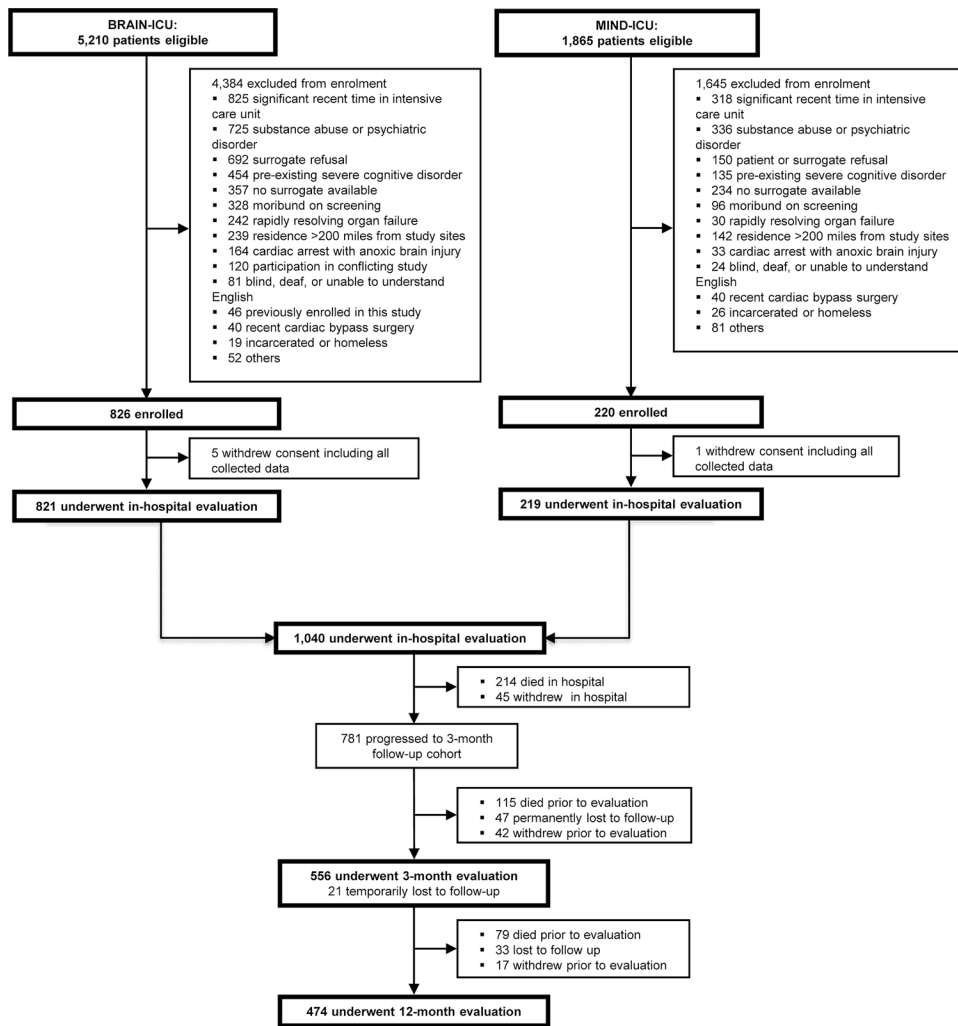 BRAIN-ICU:
5,210 patients eligible
4,384 excluded from enrolment
▪ 825 significant recent time in intensive
care unit
▪ 725 substance abuse or psychiatric
disorder
▪ 692 surrogate refusal
▪ 454 pre-existing severe cognitive disorder
▪ 357 no surrogate available
▪ 328 moribund on screening
▪ 242 rapidly resolving organ failure
▪ 239 residence >200 miles from study sites
▪ 164 cardiac arrest with anoxic brain injury
▪ 120 participation in conflicting study
▪ 81 blind, deaf, or unable to understand
English
▪ 46 previously enrolled in this study
▪ 40 recent cardiac bypass surgery
▪ 19 incarcerated or homeless
▪ 52 others
826 enrolled
5 withdrew consent including all
collected data
821 underwent in-hospital evaluation
MIND-ICU:
1,865 patients eligible
1,645 excluded from enrolment
▪ 318 significant recent time in intensive
care unit
▪ 336 substance abuse or psychiatric
disorder
▪ 150 patient or surrogate refusal
▪ 135 pre-existing severe cognitive disorder
▪ 234 no surrogate available
▪ 96 moribund on screening
▪ 30 rapidly resolving organ failure
▪ 142 residence >200 miles from study sites
▪ 33 cardiac arrest with anoxic brain injury
▪ 24 blind, deaf, or unable to understand
English
▪ 40 recent cardiac bypass surgery
▪ 26 incarcerated or homeless
▪ 81 others
220 enrolled
1 withdrew consent including all
collected data
219 underwent in-hospital evaluation
1,040 underwent in-hospital evaluation
▪ 214 died in hospital
▪ 45 withdrew in hospital
781 progressed to 3-month
follow-up cohort
▪ 115 died prior to evaluation
▪ 47 permanently lost to follow-up
▪ 42 withdrew prior to evaluation
556 underwent 3-month evaluation
21 temporarily lost to follow-up
▪ 79 died prior to evaluation
▪ 33 lost to follow up
▪ 17 withdrew prior to evaluation
474 underwent 12-month evaluation